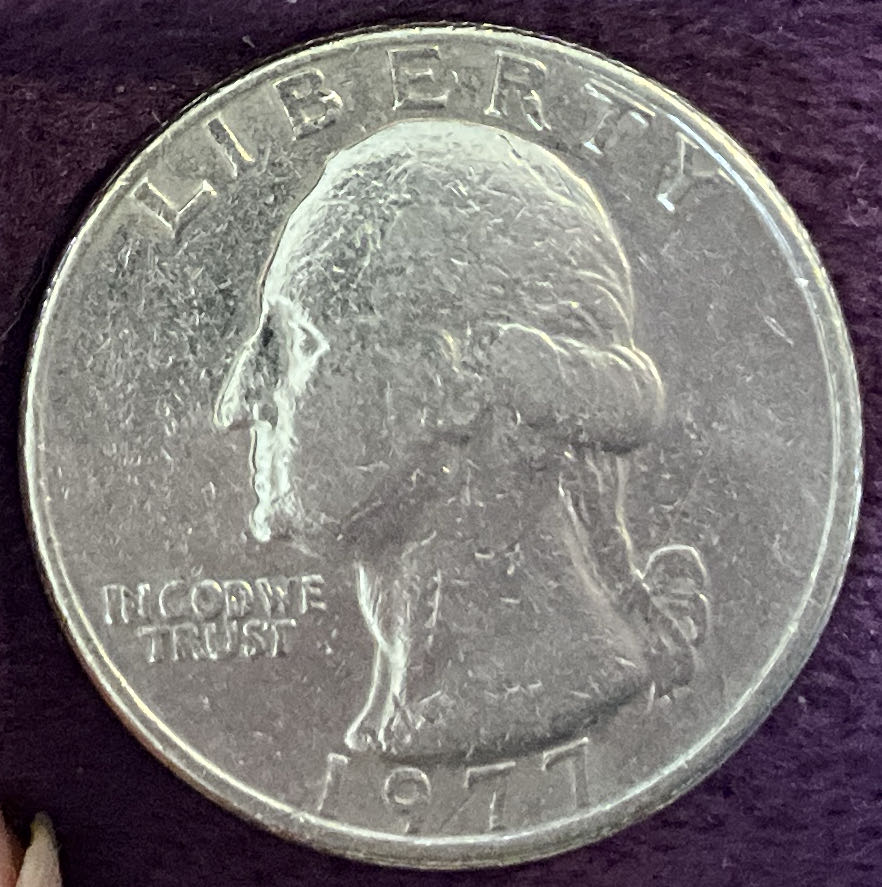 LIBERTY
IN GOD WE
TRUST
1977